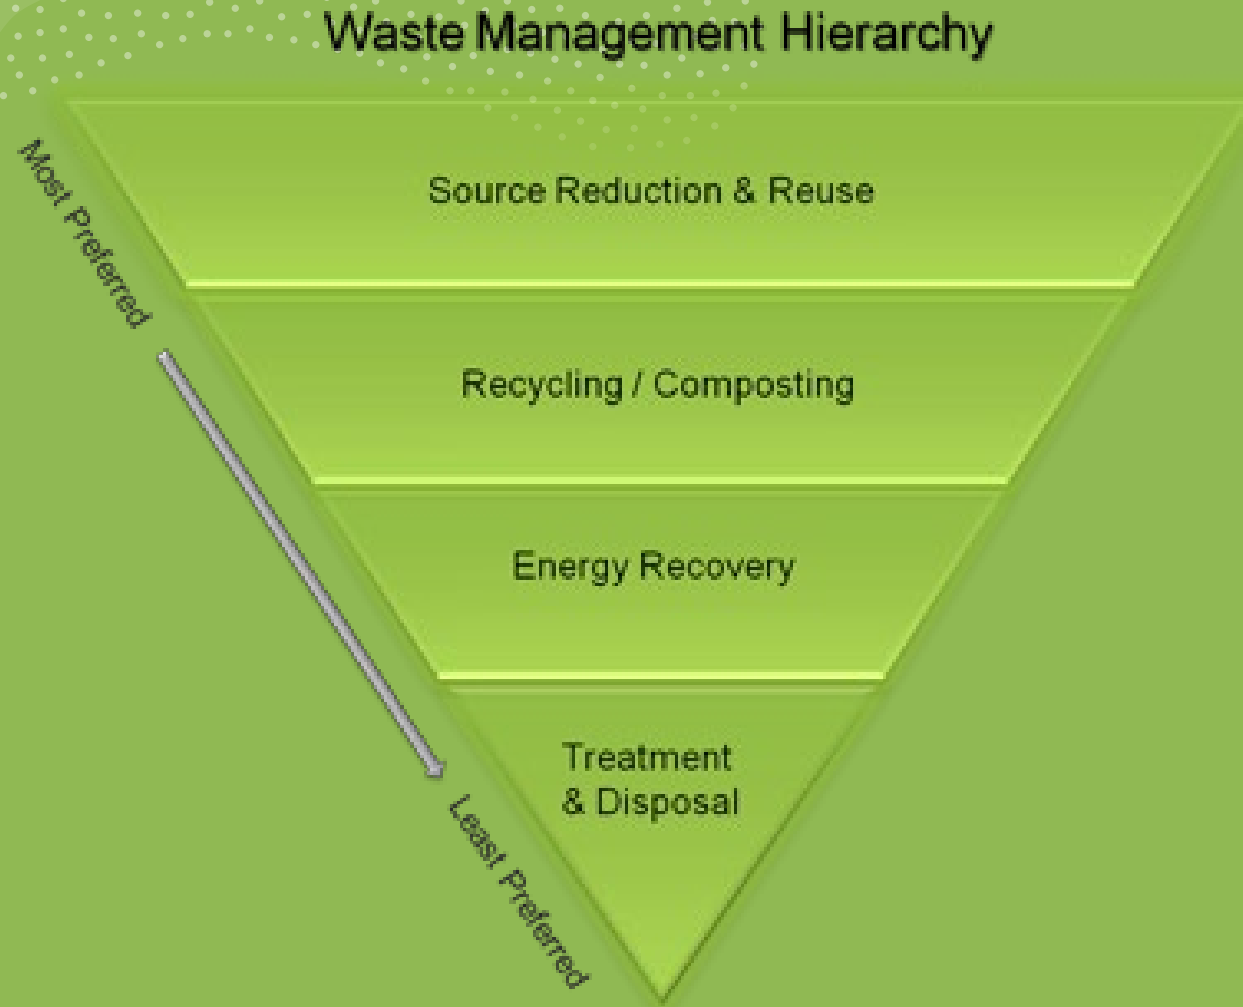 Waste Management Hierarchy
Most Preferred
Source Reduction & Reuse
Recycling / Composting
Energy Recovery
Treatment
& Disposal
Least Preferred